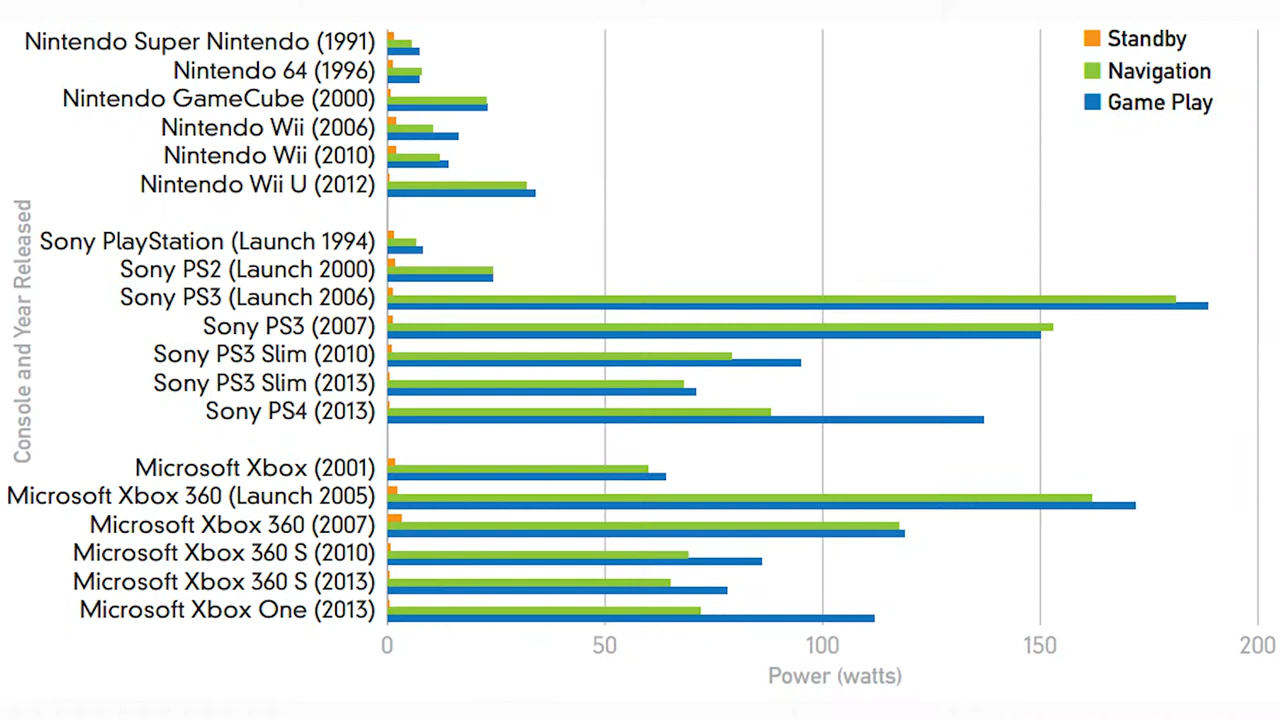 Nintendo Super Nintendo (1991)
Nintendo 64 (1996)
Nintendo GameCube (2000)
Nintendo Wii (2006)
Nintendo Wii (2010)
Nintendo Wii U (2012)
Sony PlayStation (Launch 1994)
Sony PS2 (Launch 2000)
Sony PS3 (Launch 2006)
Sony PS3 (2007)
Sony PS3 Slim (2010)
Sony PS3 Slim (2013)
Sony PS4 (2013)
Microsoft Xbox (2001)
Microsoft Xbox 360 (Launch 2005)
Microsoft Xbox 360 (2007)
Microsoft Xbox 360 S (2010)
Microsoft Xbox 360 S (2013)
Microsoft Xbox One (2013)
Console and Year Released
Standby
Navigation
Game Play
0 50 100 150 200
Power (watts)